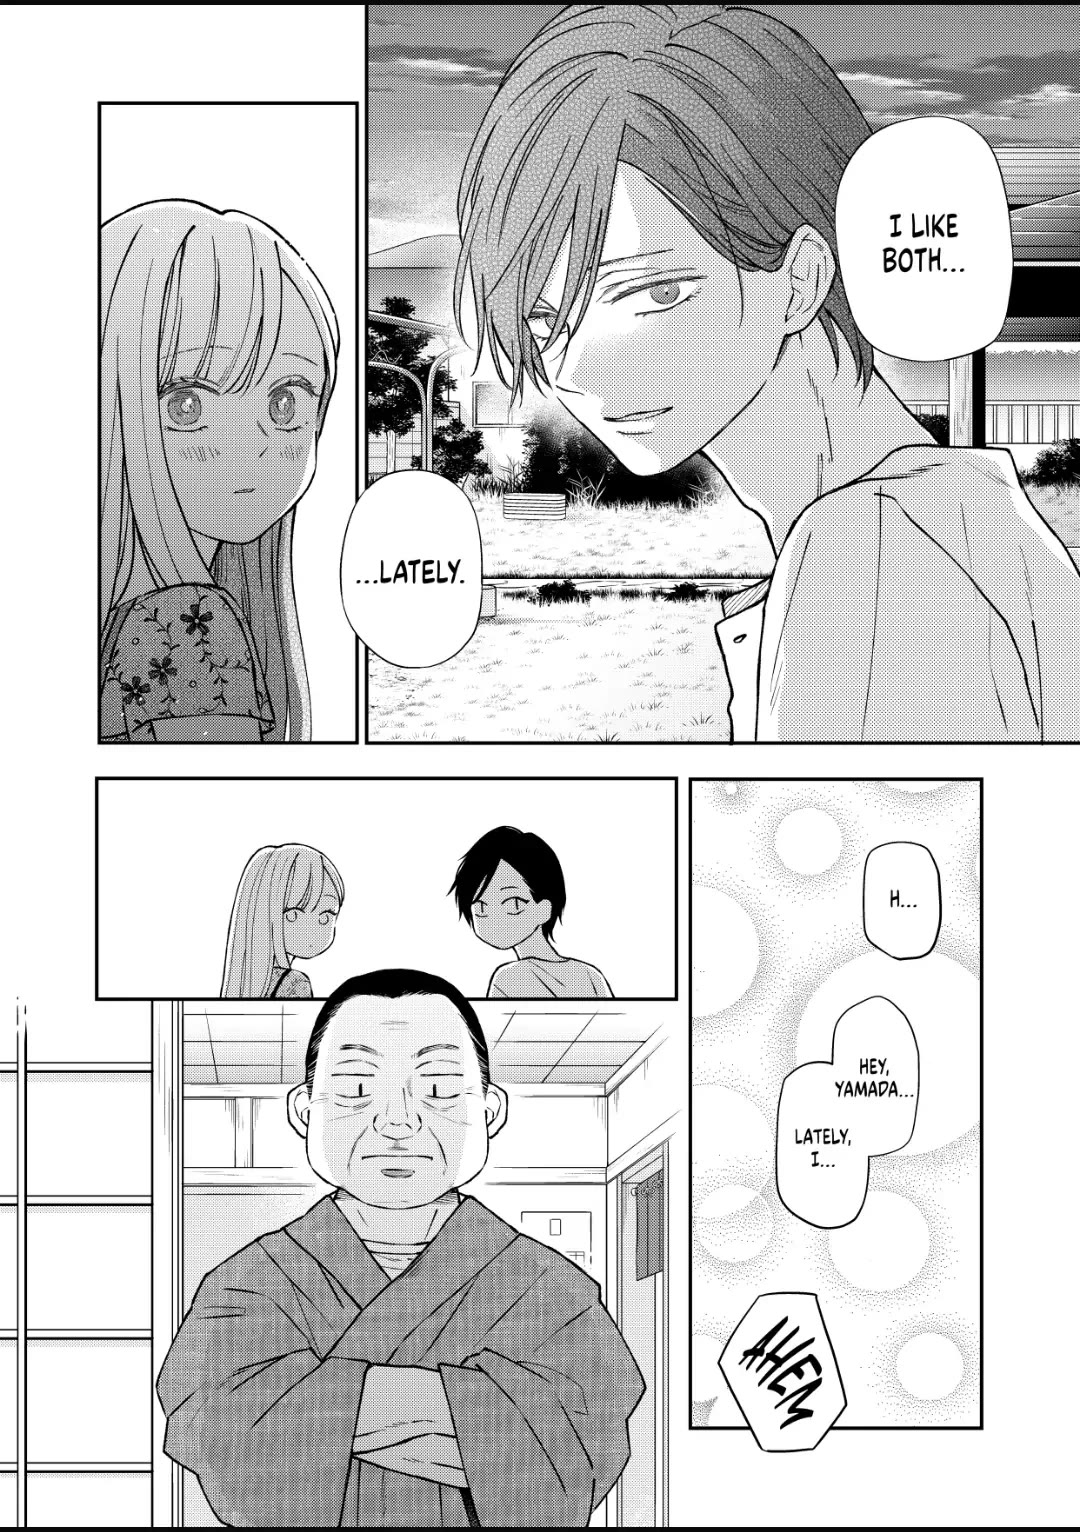 I LIKE
BOTH...
...LATELY.
H...
HEY,
YAMADA...
LATELY,
I...
AHEM